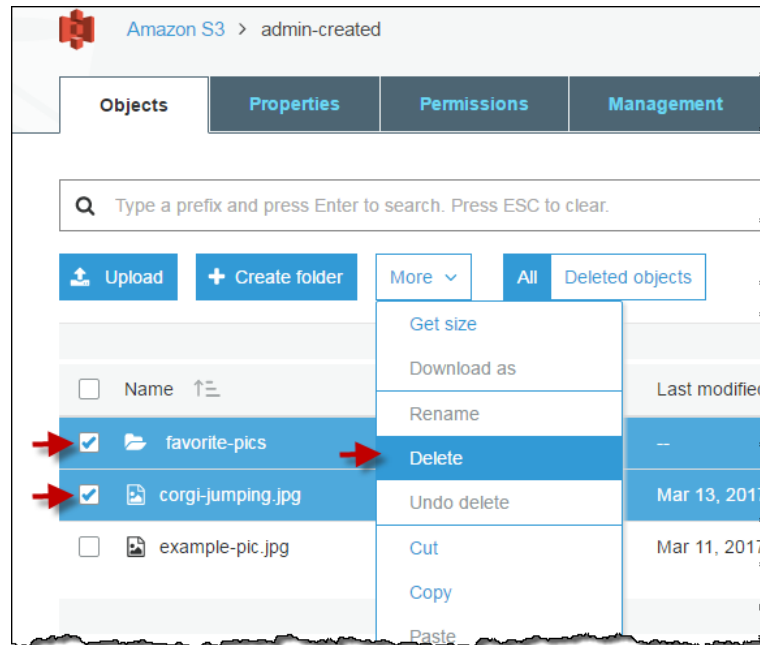 Amazon S3 > admin-created
Objects Properties Permissions Management
Type a prefix and press Enter to search. Press ESC to clear.
Upload + Create folder More All Deleted objects
Get size
Download as
Name Last modified
Rename
favorite-pics Delete --
corgi-jumping.jpg Undo delete Mar 13, 2017
example-pic.jpg Cut Mar 11, 2017
Copy
Paste